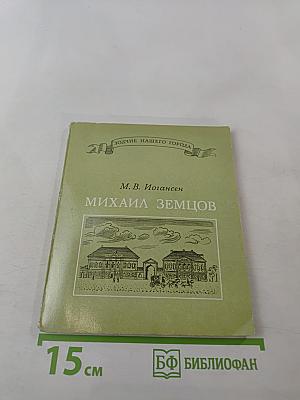 ЗОДЧИЕ НАШЕГО ГОРОДА
М. В. Иогансен
МИХАИЛ ЗЕМЦОВ
15 см
БФ БИБЛИОФАН